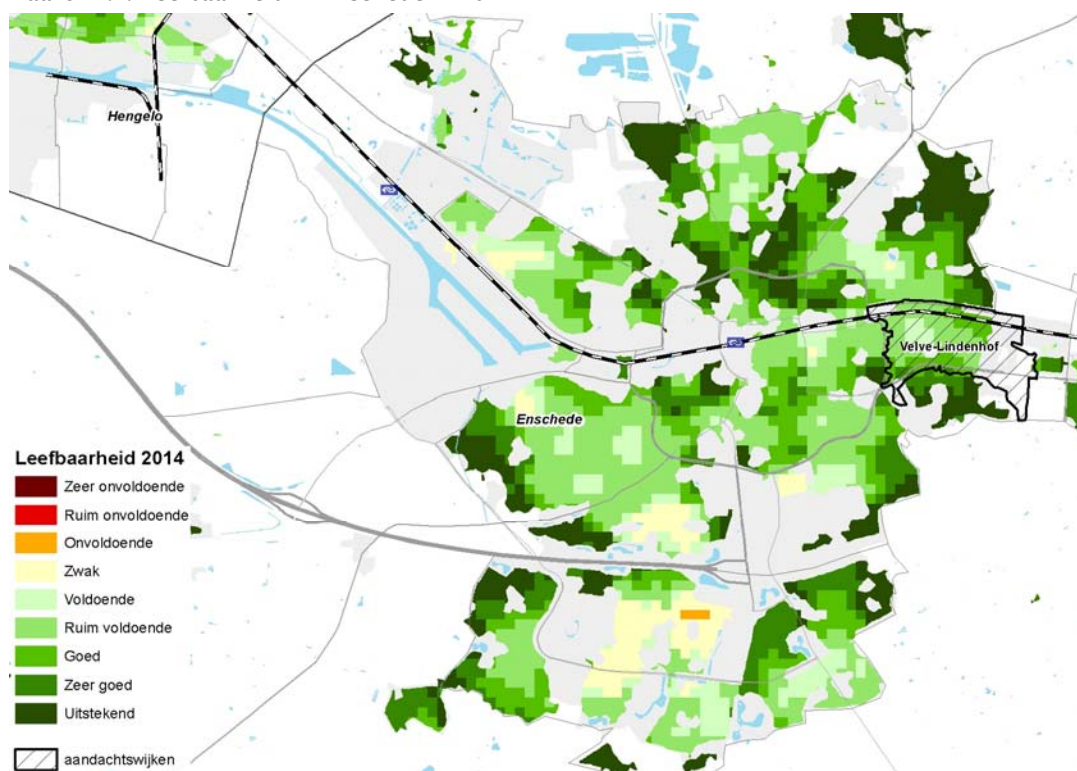 Hengelo
Velve-Lindenhof
Enschede
Leefbaarheid 2014
Zeer onvoldoende
Ruim onvoldoende
Onvoldoende
Zwak
Voldoende
Ruim voldoende
Goed
Zeer goed
Uitstekend
aandachtswijken